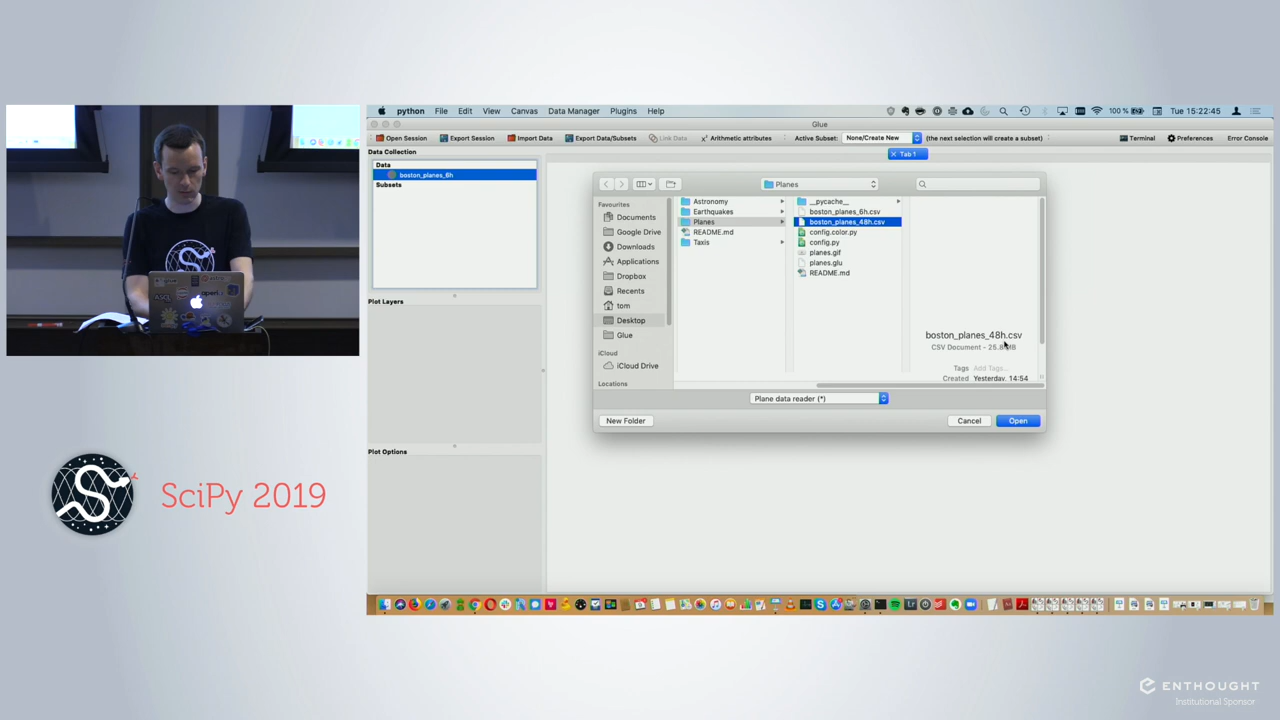 python File Edit View Canvas Data Manager Plugins Help 100 % Tue 15:22:45
Glue
Open Session Export Session Import Data Export Data/Subsets Link Data Arithmetic attributes Active Subset: None/Create New (the next selection will create a subset) Terminal Preferences Error Console
Data Collection
Tab 1
Data
boston_planes_6h
Subsets
Plot Layers
Plot Options
Planes
Favourites
Documents
Google Drive
Downloads
Applications
Dropbox
Recents
tom
Desktop
Glue
iCloud
iCloud Drive
Locations
Astronomy
Earthquakes
Planes
README.md
Taxis
__pycache__
boston_planes_6h.csv
boston_planes_48h.csv
config.color.py
config.py
planes.gif
planes.glu
README.md
boston_planes_48h.csv
CSV Document - 25.8 MB
Tags Add Tags...
Created Yesterday, 14:54
Plane data reader (*)
New Folder Cancel Open
SciPy 2019
ENTHOUGHT
Institutional Sponsor